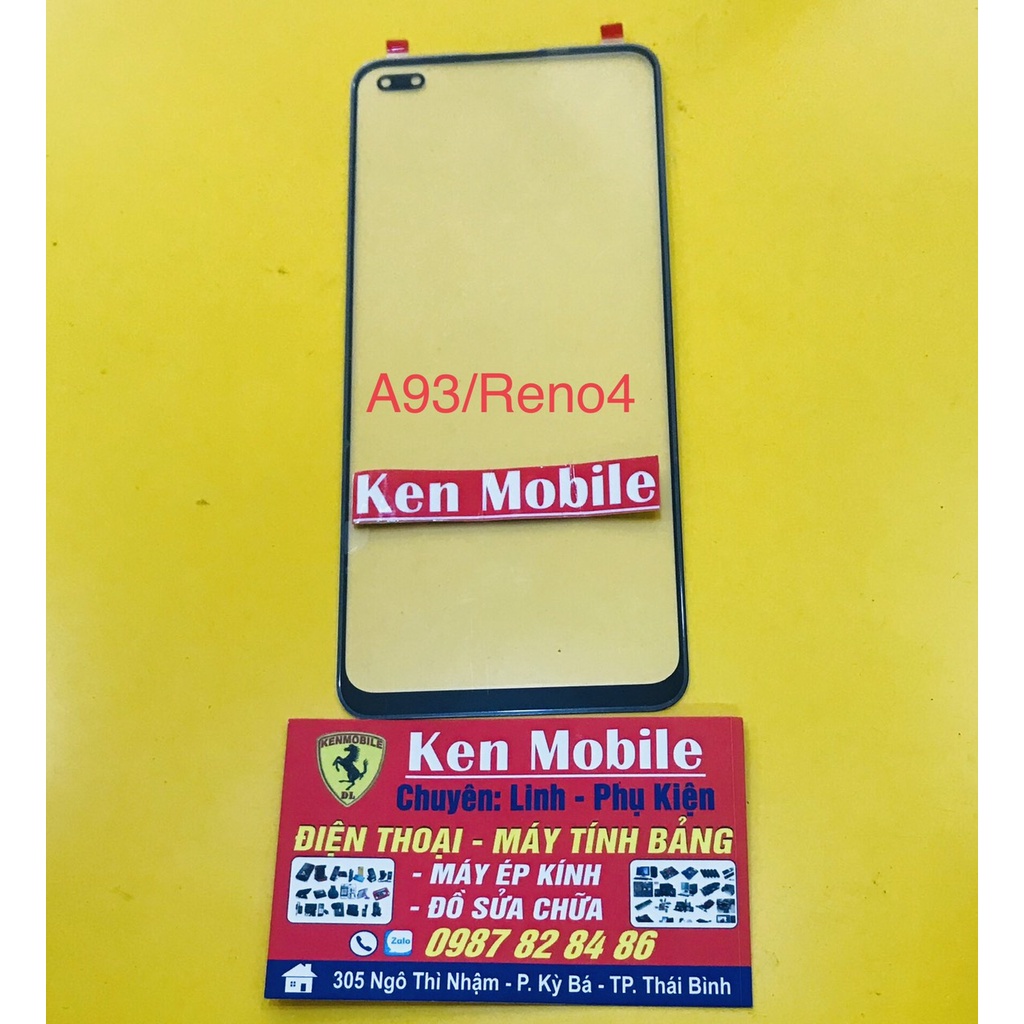 A93/Reno4
Ken Mobile
KENMOBILE
DL
Ken Mobile
Chuyên: Linh - Phụ Kiện
ĐIỆN THOẠI - MÁY TÍNH BẢNG
- MÁY ÉP KÍNH
- ĐỒ SỬA CHỮA
Zalo
0987 82 84 86
305 Ngô Thì Nhậm - P. Kỳ Bá - TP. Thái Bình